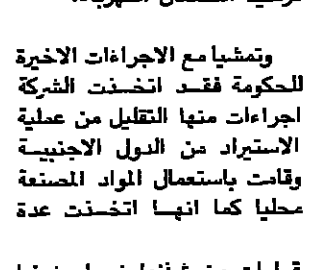 وتمشيا مع الاجراءات الاخيرة
للحكومة فقد اتخذت الشركة
اجراءات منها التقليل من عملية
الاستيراد من الدول الاجنبية
وقامت باستعمال المواد المصنعة
محليا كما انها اتخذت عدة